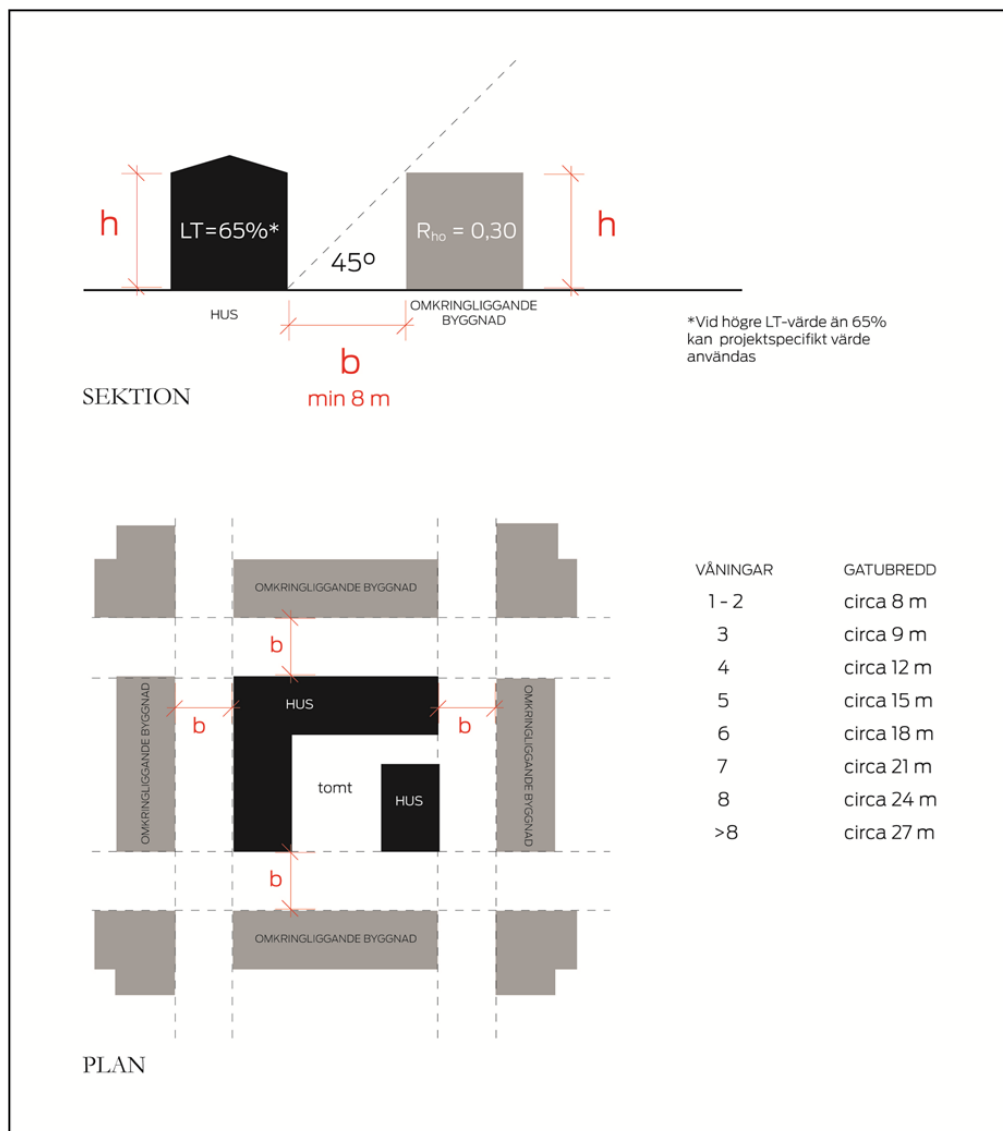 h
LT=65%*
45º
Rho = 0,30
h
HUS
OMKRINGLIGGANDE
BYGGNAD
b
min 8 m
*Vid högre LT-värde än 65%
kan projektspecifikt värde
användas
SEKTION
OMKRINGLIGGANDE BYGGNAD
b
OMKRINGLIGGANDE BYGGNAD
b
HUS
b
OMKRINGLIGGANDE BYGGNAD
tomt
HUS
b
OMKRINGLIGGANDE BYGGNAD
VÅNINGAR GATUBREDD
1 - 2 circa 8 m
3 circa 9 m
4 circa 12 m
5 circa 15 m
6 circa 18 m
7 circa 21 m
8 circa 24 m
>8 circa 27 m
PLAN